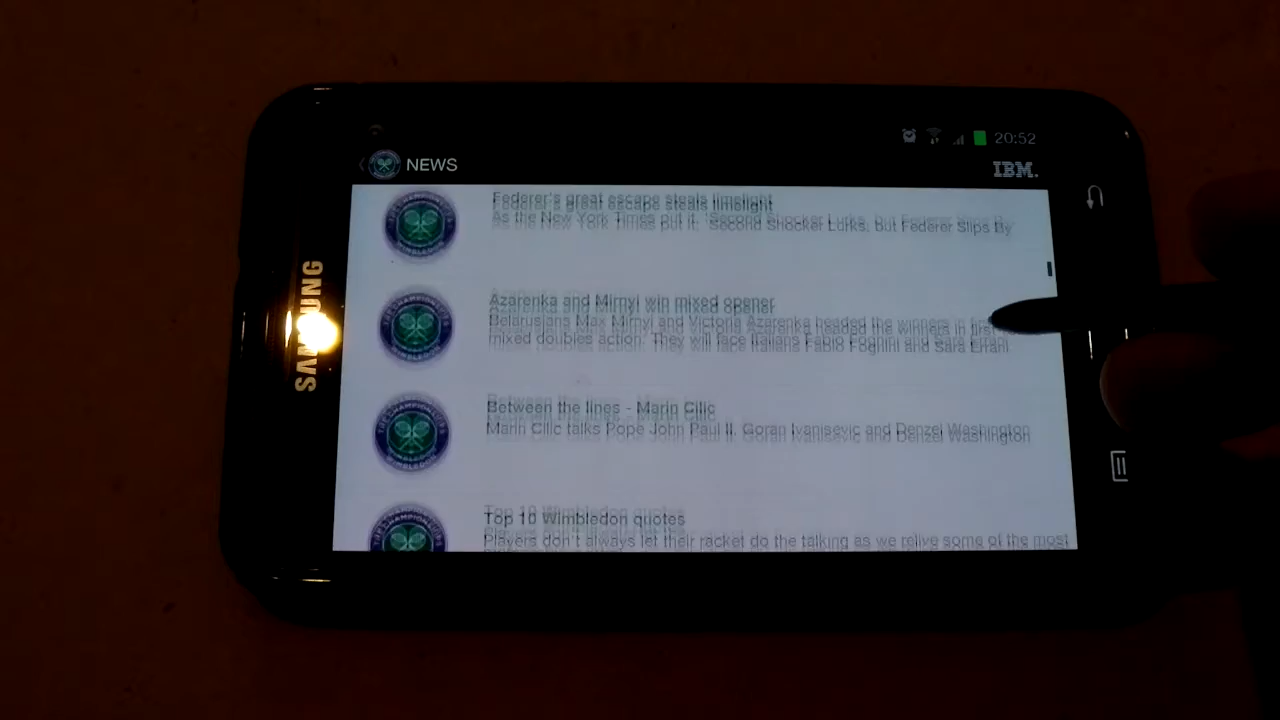 20:52
NEWS
IBM.
SAMSUNG
Federer's great escape steals limelight
As the New York Times put it: 'Second Shocker Lurks, but Federer Slips By
Azarenka and Mirnyi win mixed opener
Belarusians Max Mirnyi and Victoria Azarenka headed the winners in first
mixed doubles action. They will face Italians Fabio Fognini and Sara Errani
Between the lines - Marin Cilic
Marin Cilic talks Pope John Paul II, Goran Ivanisevic and Denzel Washington
Top 10 Wimbledon quotes
Players don't always let their racket do the talking as we relive some of the most